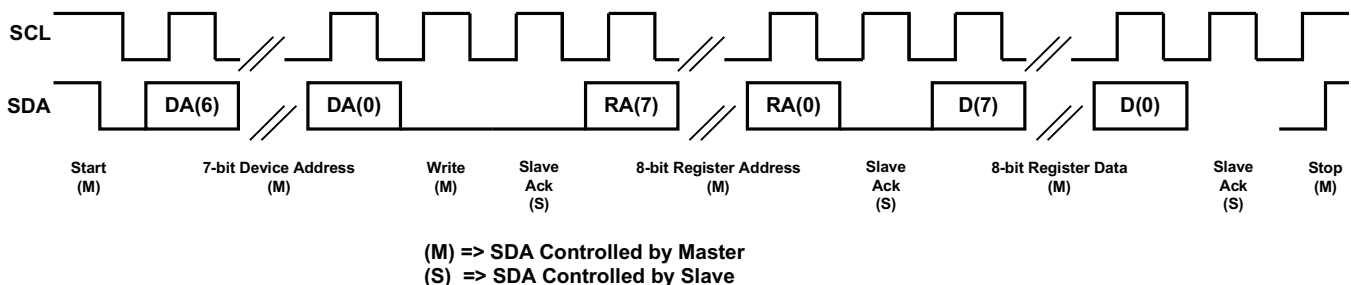 SCL
SDA
DA(6)
DA(0)
RA(7)
RA(0)
D(7)
D(0)
Start
(M)
7-bit Device Address
(M)
Write
(M)
Slave
Ack
(S)
8-bit Register Address
(M)
Slave
Ack
(S)
8-bit Register Data
(M)
Slave
Ack
(S)
Stop
(M)
(M) => SDA Controlled by Master
(S) => SDA Controlled by Slave